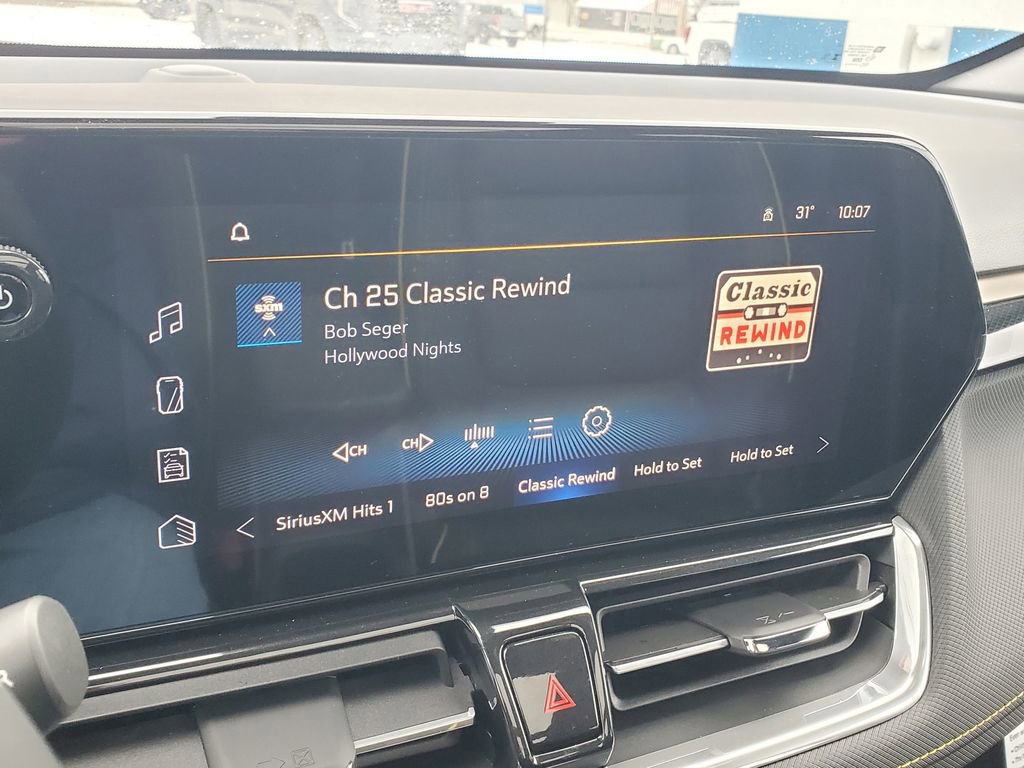 31° 10:07
sxm
Ch 25 Classic Rewind
Bob Seger
Hollywood Nights
Classic
REWIND
CH CH
SiriusXM Hits 1 80s on 8 Classic Rewind Hold to Set Hold to Set